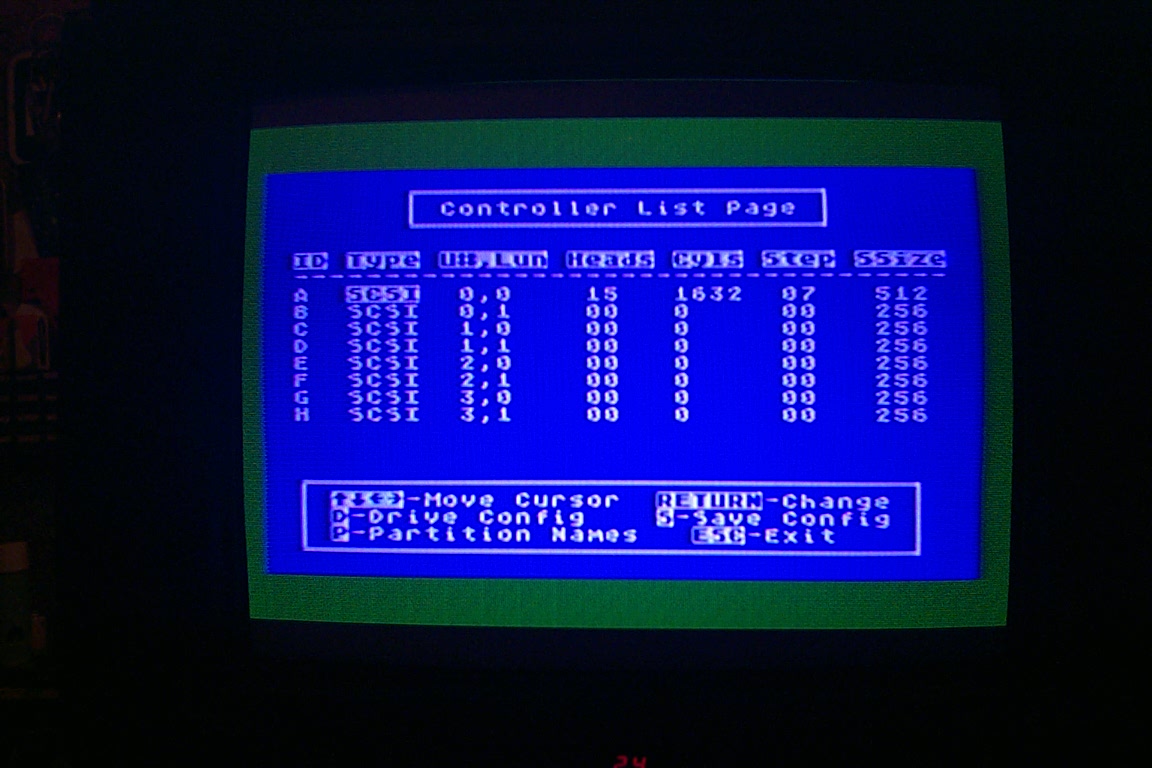 Controller List Page
ID Type U#,Lun Heads Cyls Step SSize
A SCSI 0,0 15 1632 07 512
B SCSI 0,1 00 0 00 256
C SCSI 1,0 00 0 00 256
D SCSI 1,1 00 0 00 256
E SCSI 2,0 00 0 00 256
F SCSI 2,1 00 0 00 256
G SCSI 3,0 00 0 00 256
H SCSI 3,1 00 0 00 256
↑↓←→-Move Cursor RETURN-Change
D-Drive Config S-Save Config
P-Partition Names ESC-Exit
24